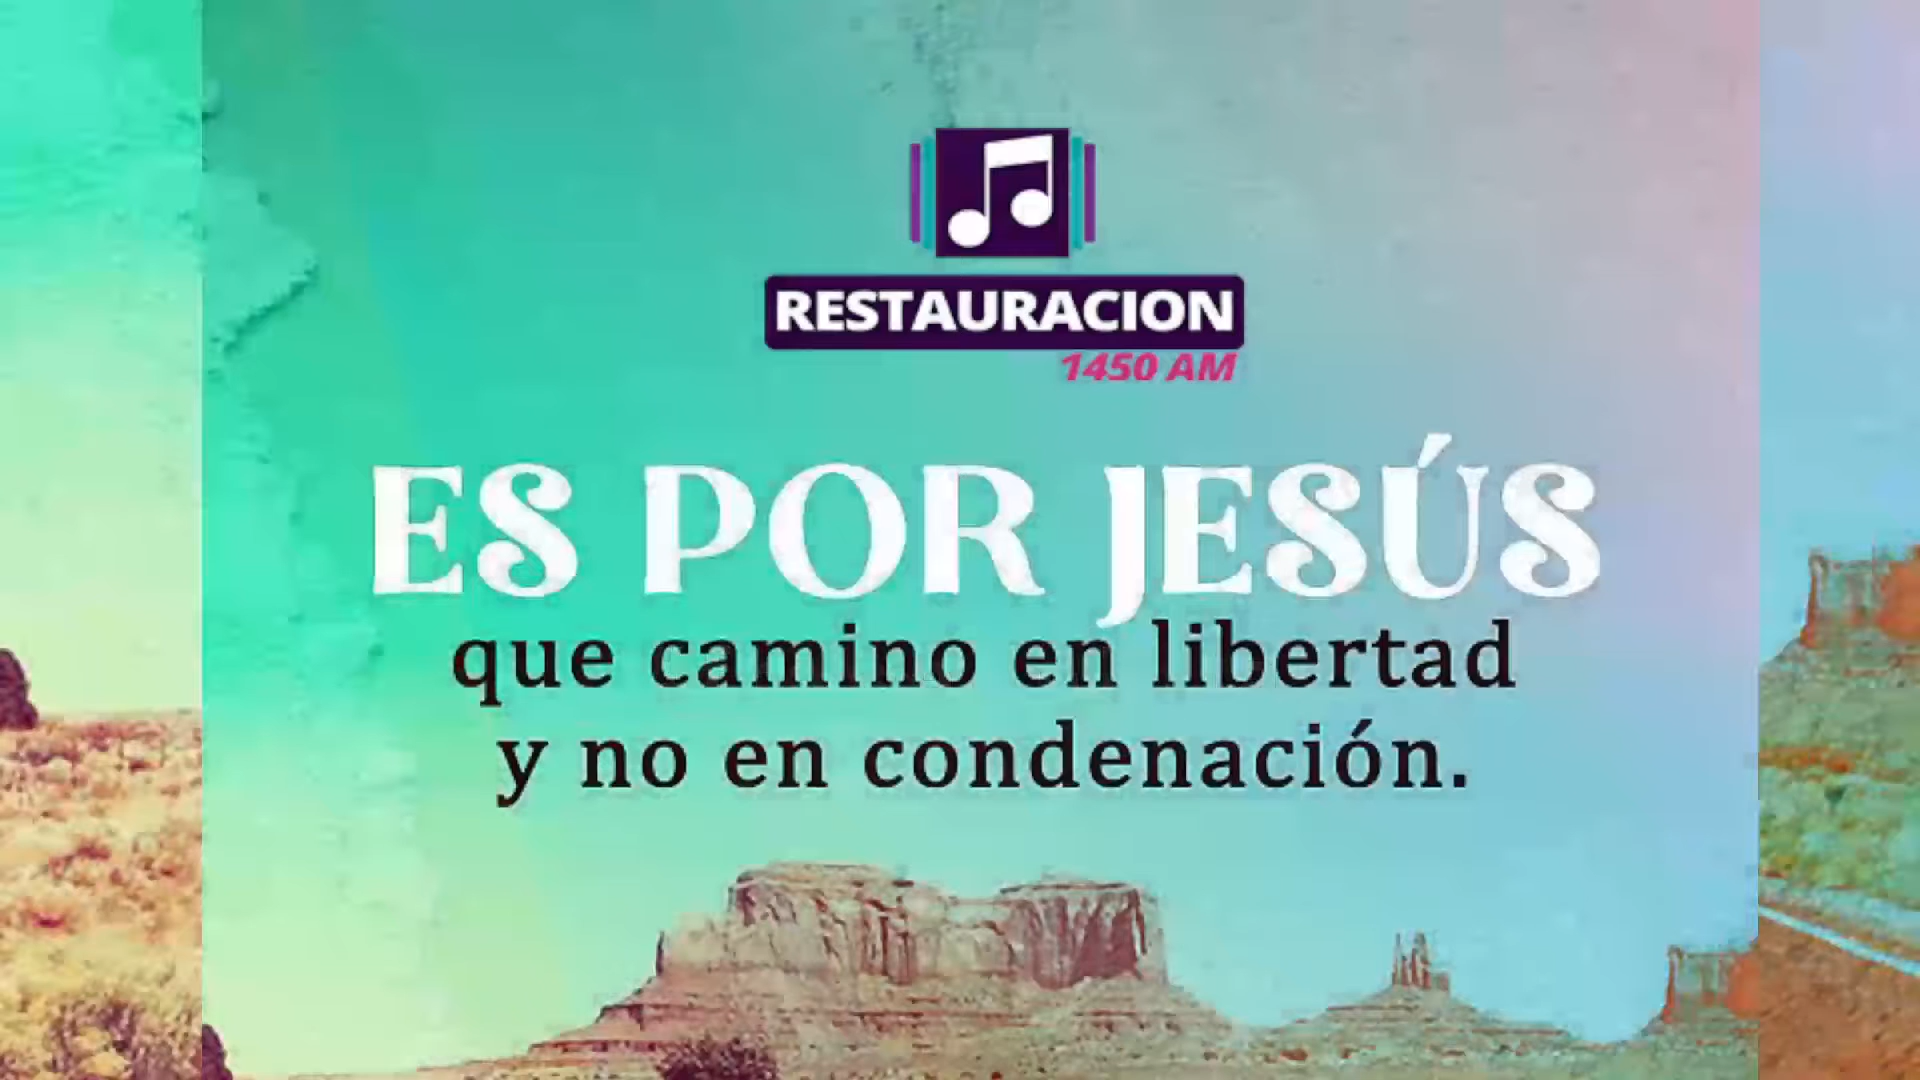 RESTAURACION
1450 AM
ES POR JESÚS
que camino en libertad
y no en condenación.